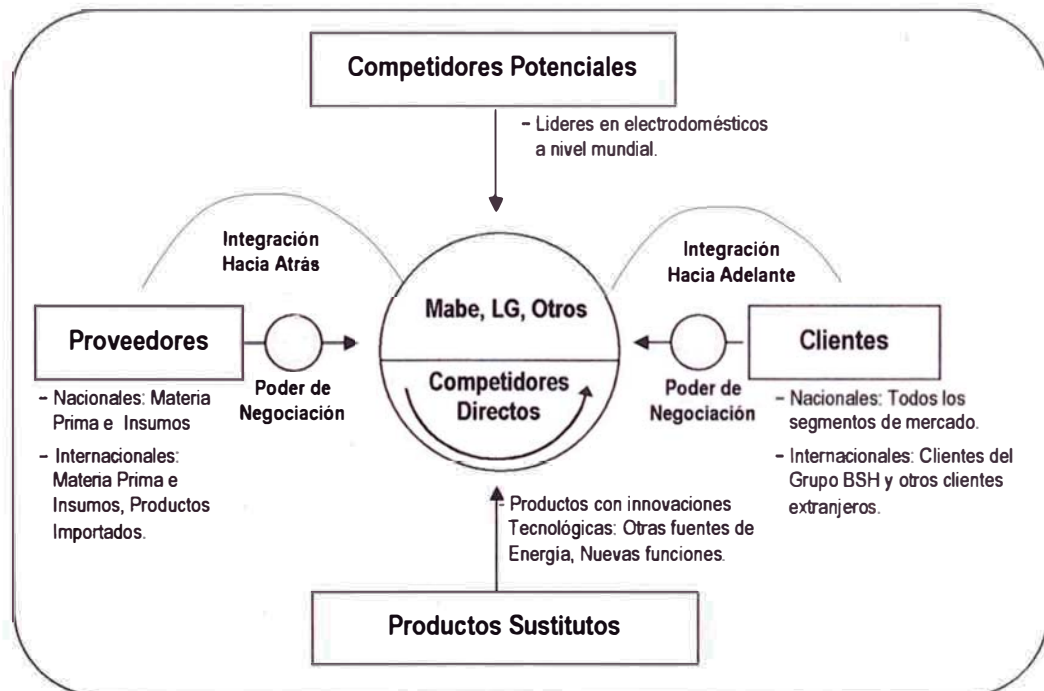 Competidores Potenciales
- Lideres en electrodomésticos
a nivel mundial.
Integración
Hacia Atrás
Integración
Hacia Adelante
Mabe, LG, Otros
Proveedores
Clientes
Poder de
Negociación
Competidores
Directos
Poder de
Negociación
- Nacionales: Materia
Prima e Insumos
- Internacionales:
Materia Prima e
Insumos, Productos
Importados.
- Nacionales: Todos los
segmentos de mercado.
- Internacionales: Clientes del
Grupo BSH y otros clientes
extranjeros.
- Productos con innovaciones
Tecnológicas: Otras fuentes de
Energía, Nuevas funciones.
Productos Sustitutos